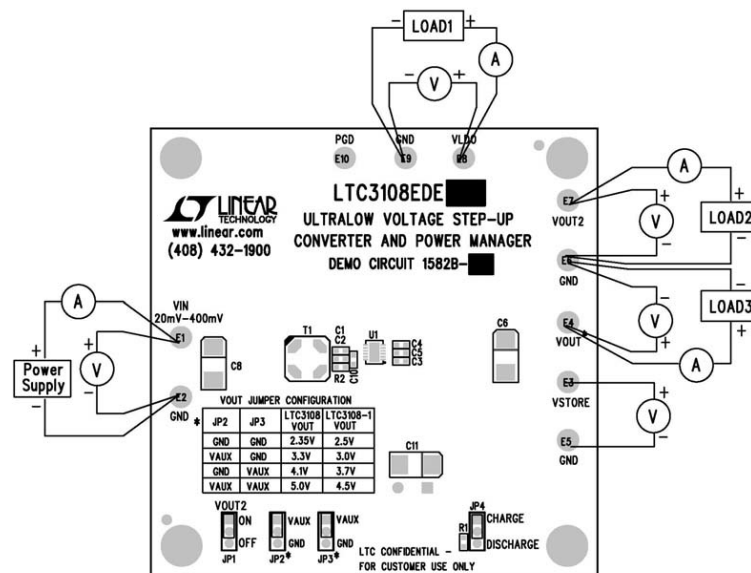 LOAD1
A
- V +
PGD GND VLDO
E10 E9 E8
LINEAR
TECHNOLOGY
www.linear.com
(408) 432-1900
LTC3108EDE
ULTRALOW VOLTAGE STEP-UP
CONVERTER AND POWER MANAGER
DEMO CIRCUIT 1582B-
A
E7
VOUT2
+
V
-
+
LOAD2
-
E6
GND
-
V
+
-
LOAD3
+
E4
VOUT*
A
E3
VSTORE
+
V
-
E5
GND
A
VIN
20mV-400mV
E1
+
Power
Supply
-
+
V
-
E2
GND
C8
T1
C1
C2
R2
C10
U1
C4
C5
C3
C6
VOUT JUMPER CONFIGURATION
* JP2 JP3 LTC3108 VOUT LTC3108-1 VOUT
GND GND 2.35V 2.5V
VAUX GND 3.3V 3.0V
GND VAUX 4.1V 3.7V
VAUX VAUX 5.0V 4.5V
C11
VOUT2
ON
OFF
JP1
VAUX
GND
JP2*
VAUX
GND
JP3*
JP4
R1
CHARGE
DISCHARGE
LTC CONFIDENTIAL -
FOR CUSTOMER USE ONLY